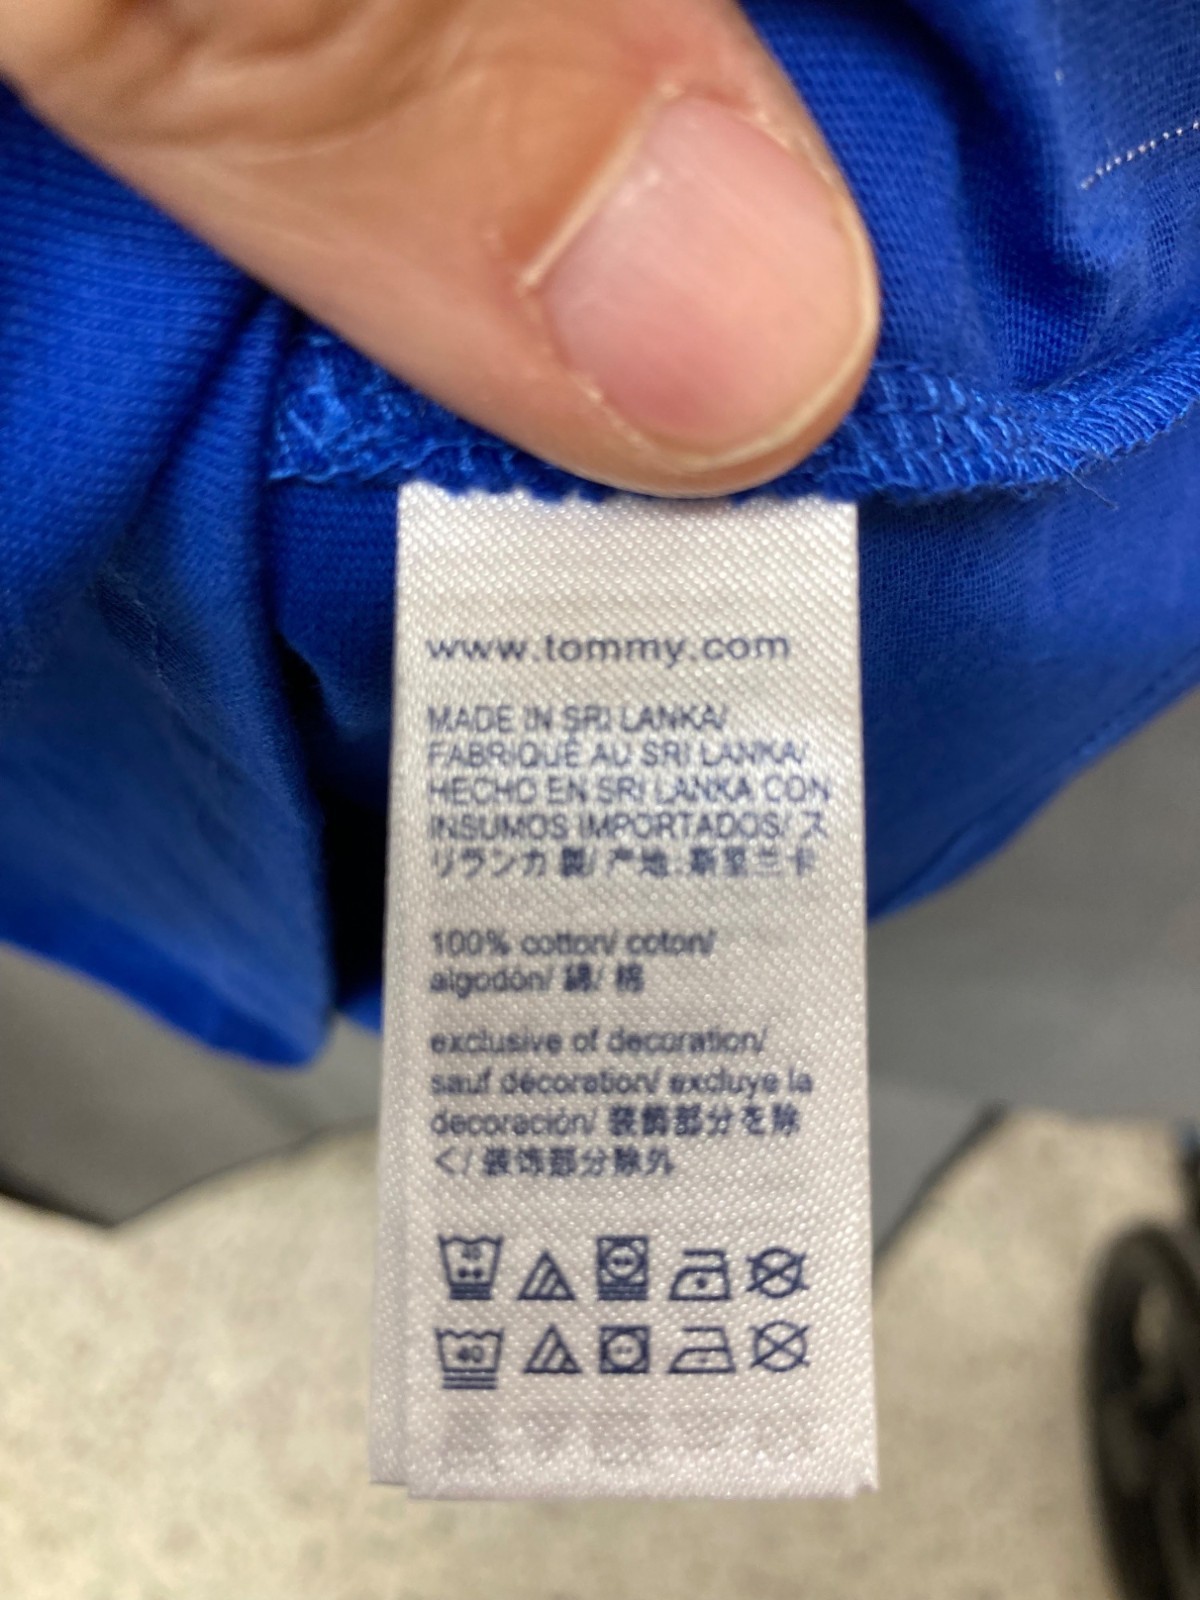 www.tommy.com
MADE IN SRI LANKA/
FABRIQUÉ AU SRI LANKA/
HECHO EN SRI LANKA CON
INSUMOS IMPORTADOS/ ス
リランカ製/ 产地:斯里兰卡
100% cotton/ coton/
algodón/ 綿/ 棉
exclusive of decoration/
sauf décoration/ excluye la
decoración/ 装飾部分を除
く/ 装饰部分除外
40
40